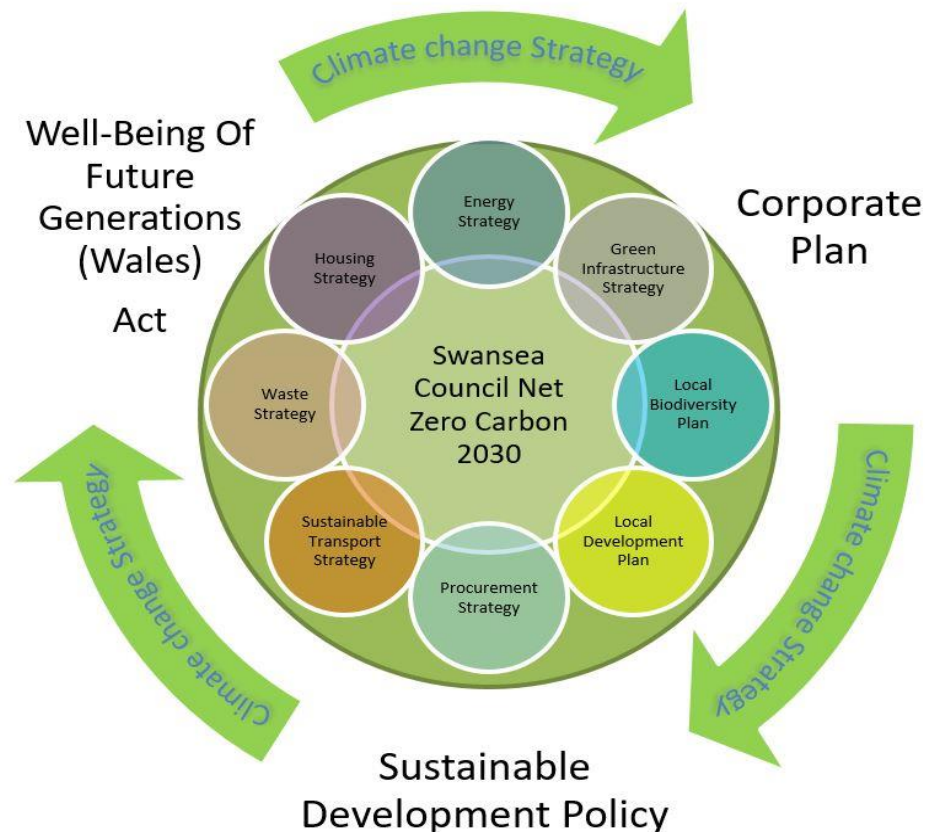 Climate change Strategy
Well-Being Of
Future
Generations
(Wales)
Act
Corporate
Plan
Energy
Strategy
Housing
Strategy
Green
Infrastructure
Strategy
Swansea
Council Net
Zero Carbon
2030
Waste
Strategy
Local
Biodiversity
Plan
Sustainable
Transport
Strategy
Local
Development
Plan
Procurement
Strategy
Climate change Strategy
Climate change Strategy
Sustainable
Development Policy